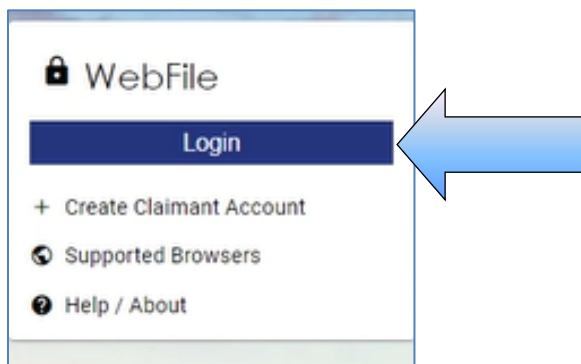 WebFile
Login
+ Create Claimant Account
Supported Browsers
Help / About